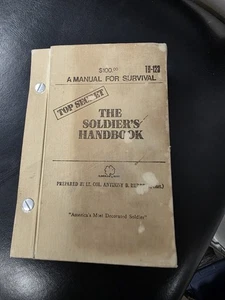 $100.00
TH-123
A MANUAL FOR SURVIVAL
TOP SECRET
THE
SOLDIER'S
HANDBOOK
PREPARED BY LT. COL. ANTHONY B.
"America's Most Decorated Soldier"